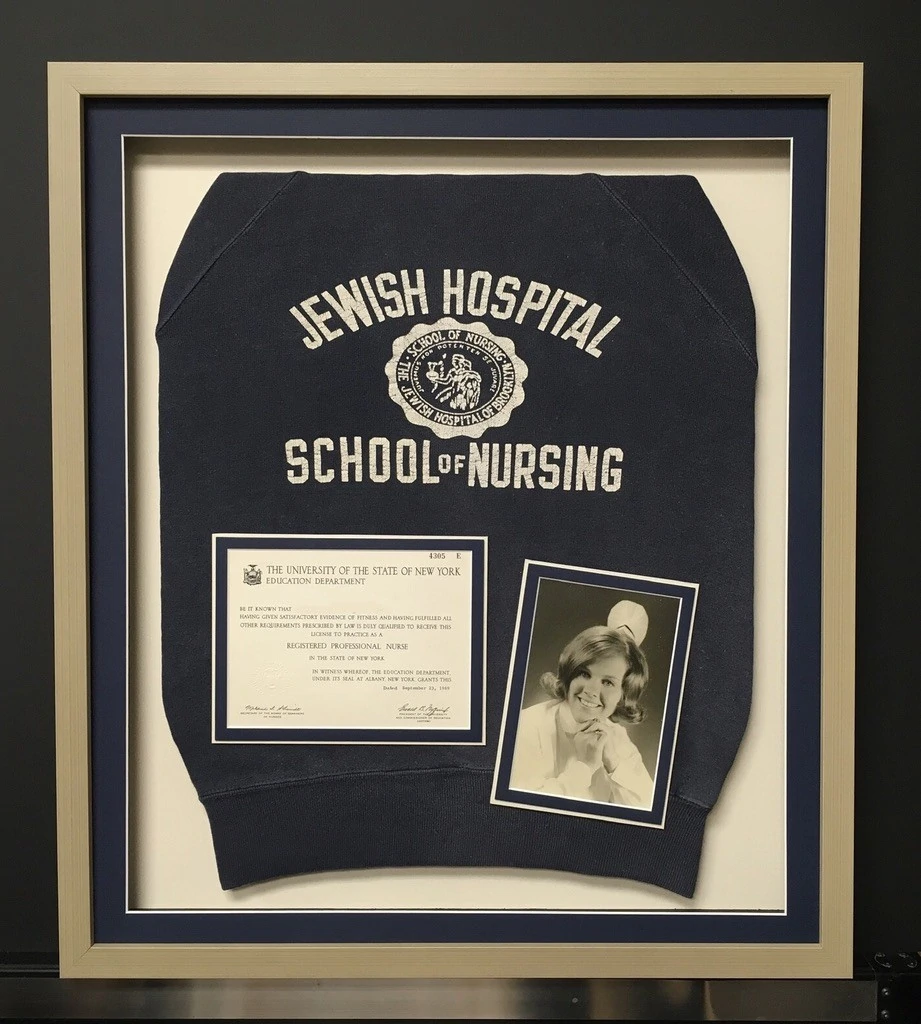 JEWISH HOSPITAL
SCHOOL OF NURSING
THE JEWISH HOSPITAL OF BROOKLYN
SCHOOL OF NURSING
4305 E
THE UNIVERSITY OF THE STATE OF NEW YORK
EDUCATION DEPARTMENT
BE IT KNOWN THAT
HAVING GIVEN SATISFACTORY EVIDENCE OF FITNESS AND HAVING FULFILLED ALL
OTHER REQUIREMENTS PRESCRIBED BY LAW IS DULY QUALIFIED TO RECEIVE THIS
LICENSE TO PRACTICE AS A
REGISTERED PROFESSIONAL NURSE
IN THE STATE OF NEW YORK
IN WITNESS WHEREOF, THE EDUCATION DEPARTMENT,
UNDER ITS SEAL AT ALBANY, NEW YORK, GRANTS THIS
Dated September